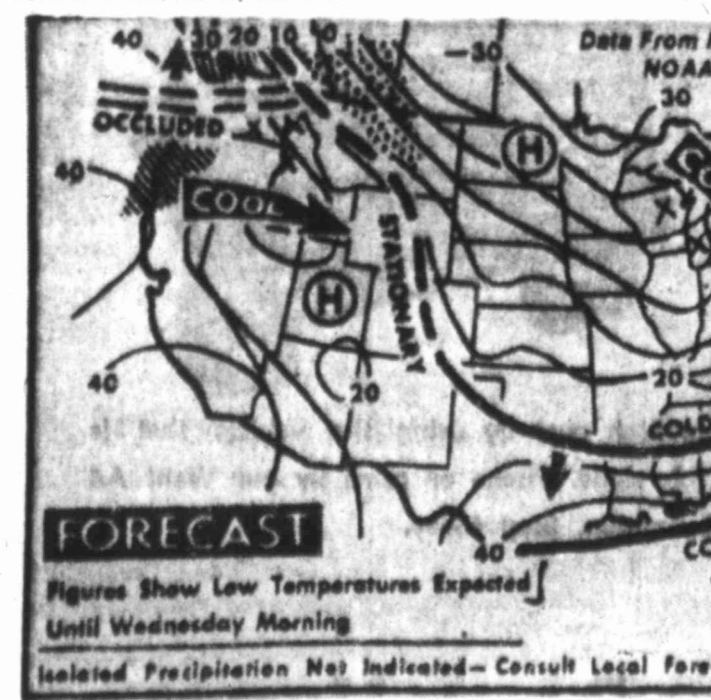 40 30 20 10 0
-30
Data From
NOAA
30
OCCLUDED
40
H
COOL
STATIONARY
H
40
20
20
COLD
FORECAST
40
Figures Show Low Temperatures Expected
Until Wednesday Morning
Isolated Precipitation Not Indicated— Consult Local